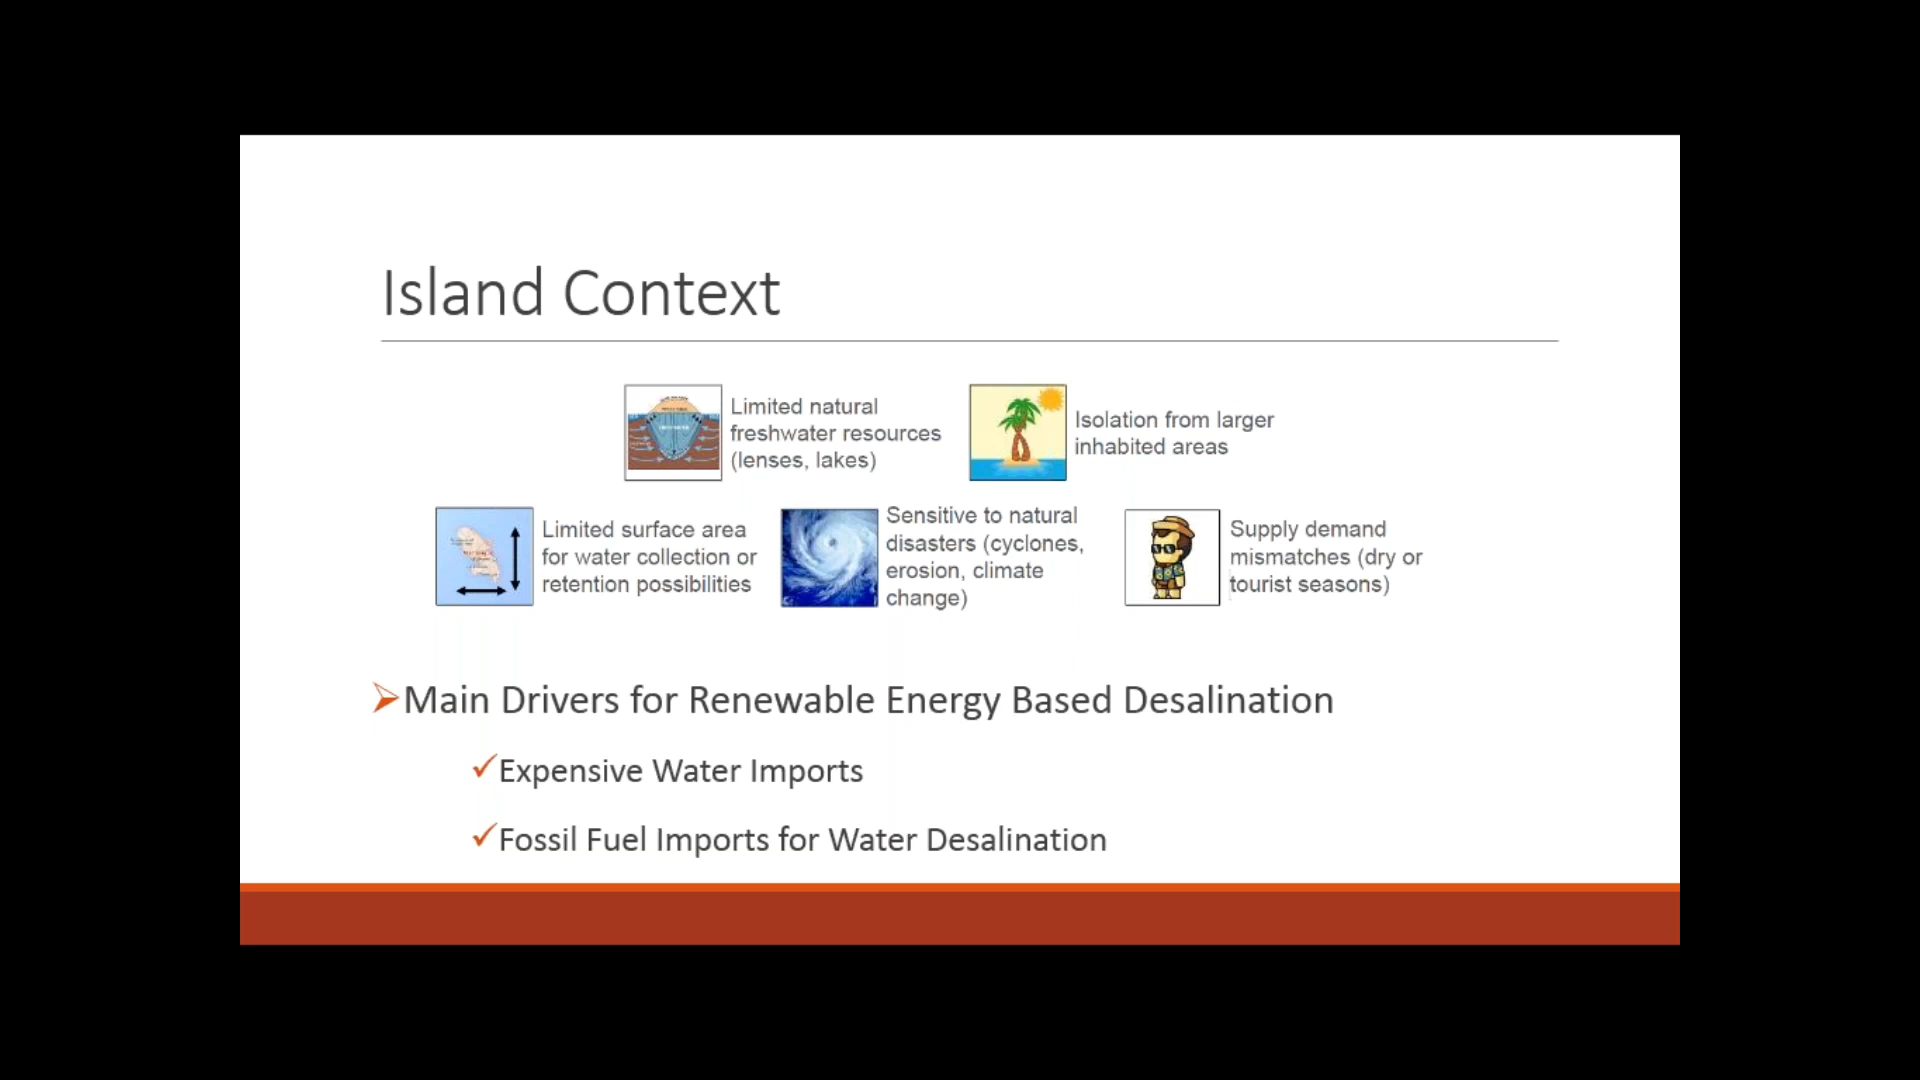 Island Context
Limited natural
freshwater resources
(lenses, lakes)
Isolation from larger
inhabited areas
Limited surface area
for water collection or
retention possibilities
Sensitive to natural
disasters (cyclones,
erosion, climate
change)
Supply demand
mismatches (dry or
tourist seasons)
Main Drivers for Renewable Energy Based Desalination
Expensive Water Imports
Fossil Fuel Imports for Water Desalination